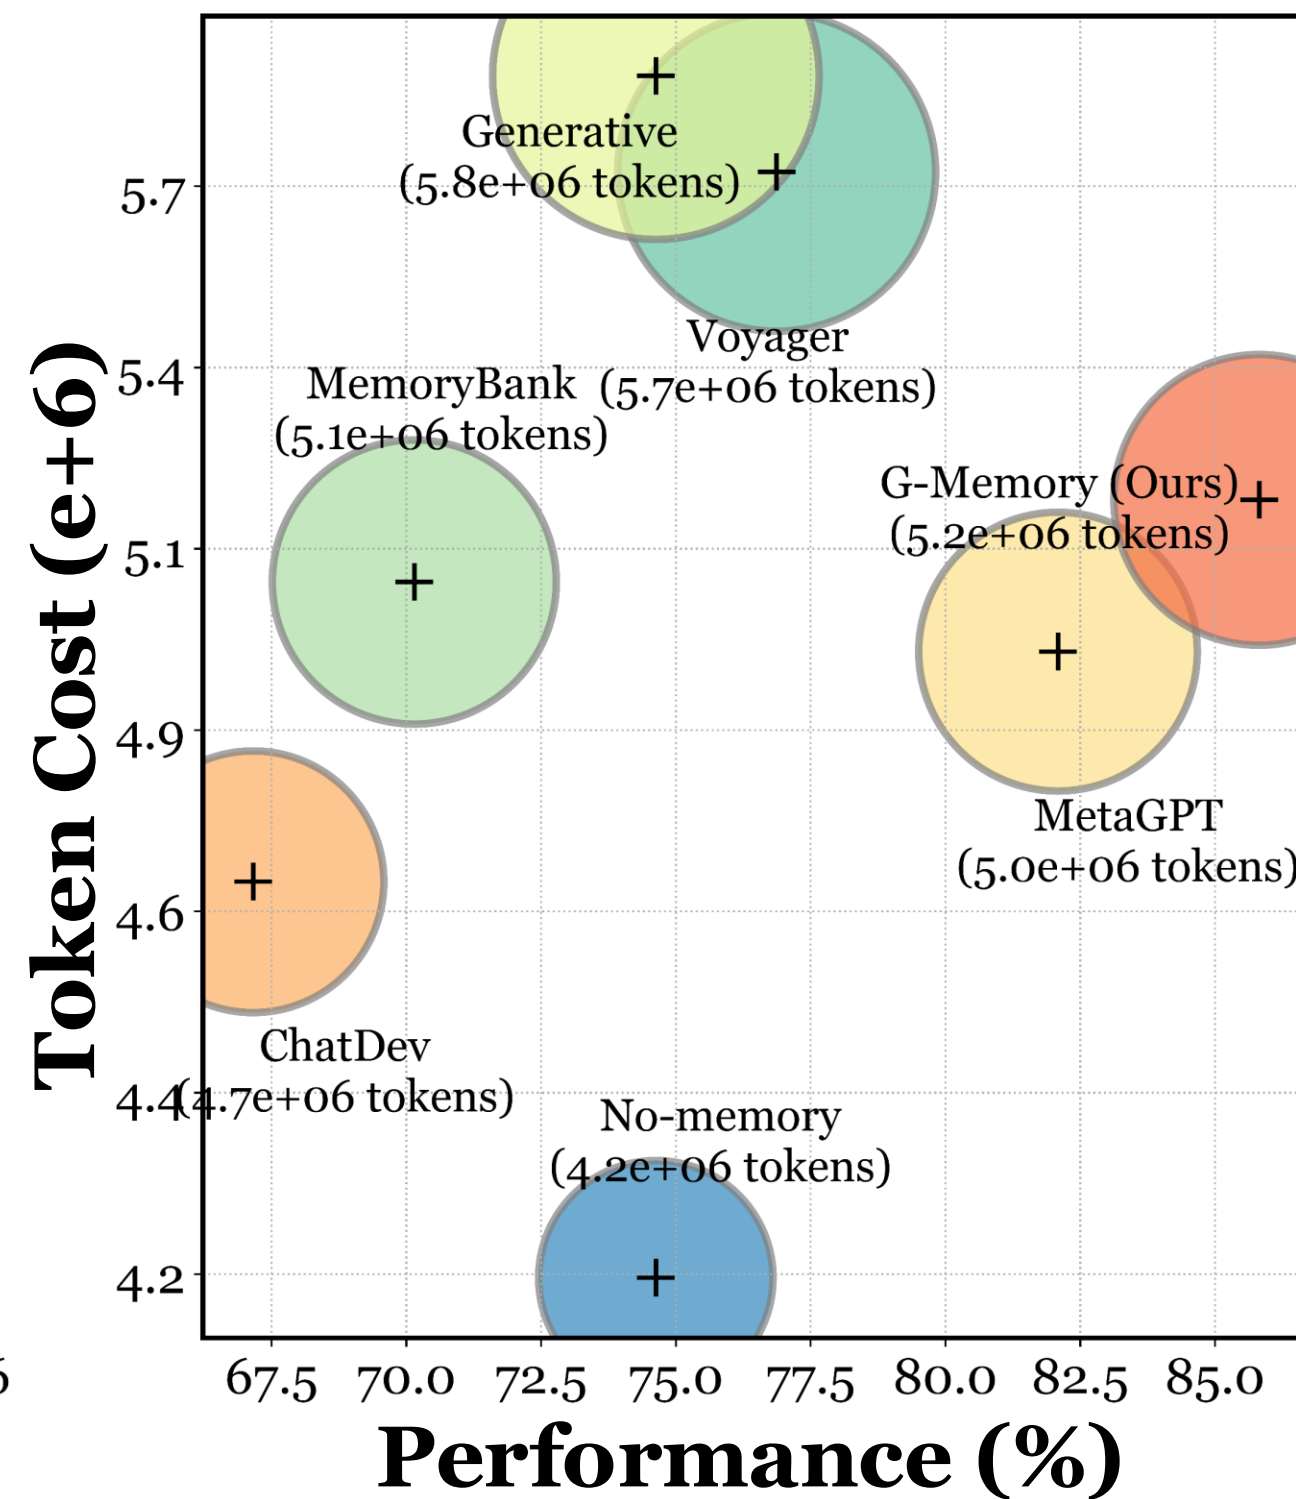 Generative
(5.8e+06 tokens)
5.7
Voyager
(5.7e+06 tokens)
5.4
MemoryBank
(5.1e+06 tokens)
G-Memory (Ours)
(5.2e+06 tokens)
5.1
4.9
MetaGPT
(5.0e+06 tokens)
4.6
ChatDev
(4.7e+06 tokens)
4.4
No-memory
(4.2e+06 tokens)
4.2
Token Cost (e+6)
6
67.5 70.0 72.5 75.0 77.5 80.0 82.5 85.0
Performance (%)